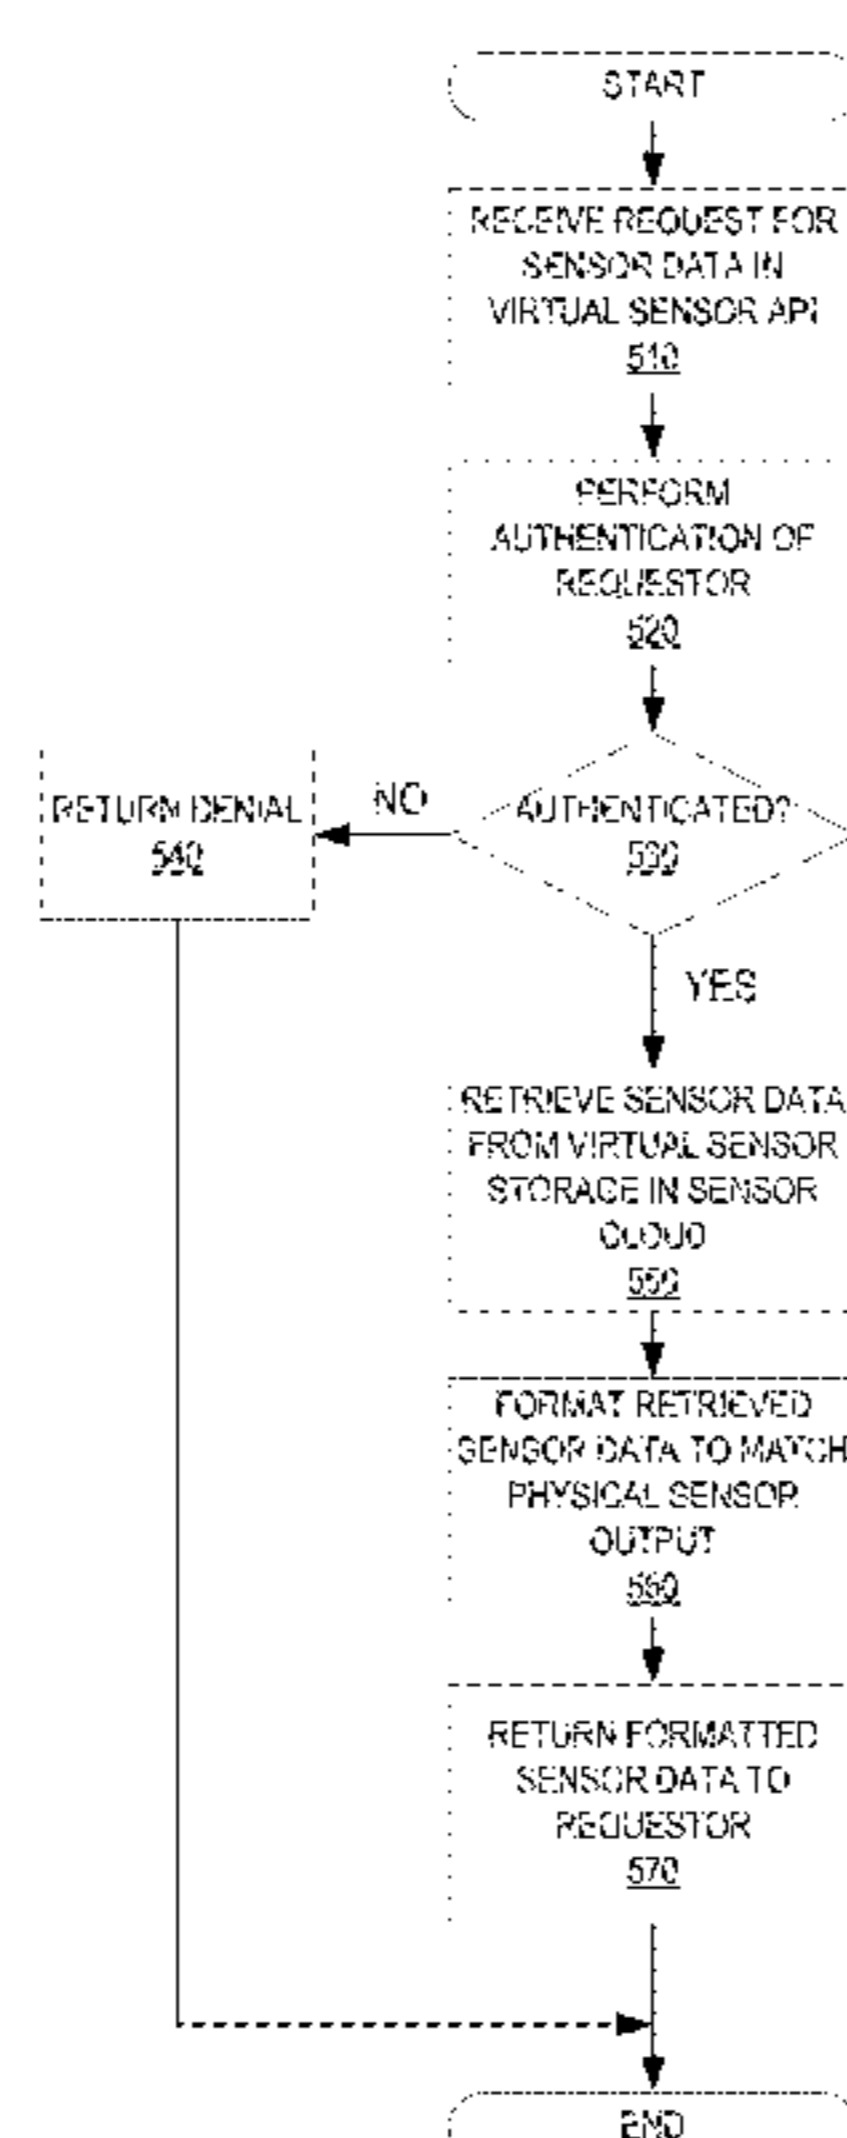 START
RECEIVE REQUEST FOR
SENSOR DATA IN
VIRTUAL SENSOR API
510
PERFORM
AUTHENTICATION OF
REQUESTOR
520
AUTHENTICATED?
530
NO
RETURN DENIAL
540
YES
RETRIEVE SENSOR DATA
FROM VIRTUAL SENSOR
STORAGE IN SENSOR
CLOUD
550
FORMAT RETRIEVED
SENSOR DATA TO MATCH
PHYSICAL SENSOR
OUTPUT
560
RETURN FORMATTED
SENSOR DATA TO
REQUESTOR
570
END